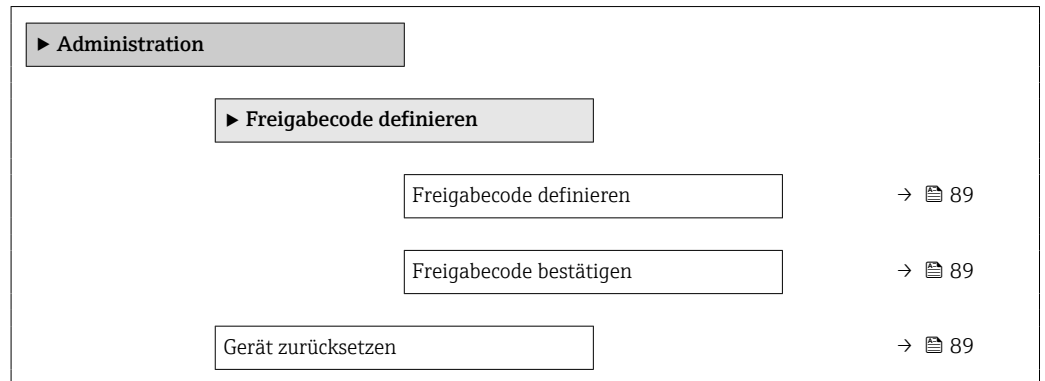 ▶ Administration
▶ Freigabecode definieren
Freigabecode definieren → 89
Freigabecode bestätigen → 89
Gerät zurücksetzen → 89